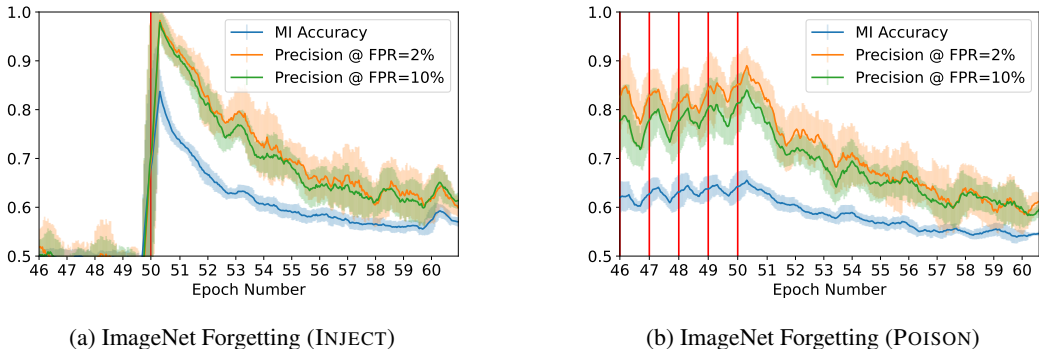 1.0
0.9
0.8
0.7
0.6
0.5
46 47 48 49 50 51 52 53 54 55 56 57 58 59 60
Epoch Number
MI Accuracy
Precision @ FPR=2%
Precision @ FPR=10%
(a) ImageNet Forgetting (INJECT)
1.0
0.9
0.8
0.7
0.6
0.5
46 47 48 49 50 51 52 53 54 55 56 57 58 59 60
Epoch Number
MI Accuracy
Precision @ FPR=2%
Precision @ FPR=10%
(b) ImageNet Forgetting (POISON)